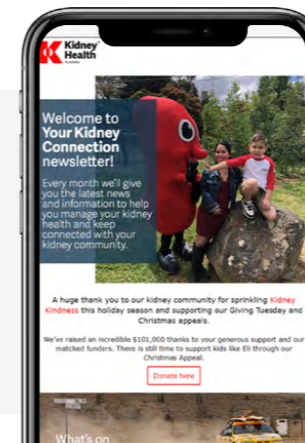 Kidney
Health
Australia
Welcome to
Your Kidney
Connection
newsletter!
Every month we'll give
you the latest news
and information to help
you manage your kidney
health and keep
connected with your
kidney community.
A huge thank you to our kidney community for sprinkling Kidney
Kindness this holiday season and supporting our Giving Tuesday and
Christmas appeals.
We've raised an incredible $101,000 thanks to your generous support and our
matched funders. There is still time to support kids like Eli through our
Christmas Appeal.
Donate here
What's on